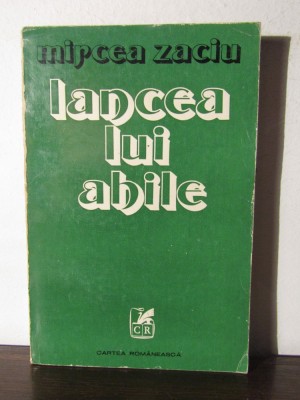 mircea zaciu
lancea
lui
ahile
CR
CARTEA ROMÂNEASCĂ